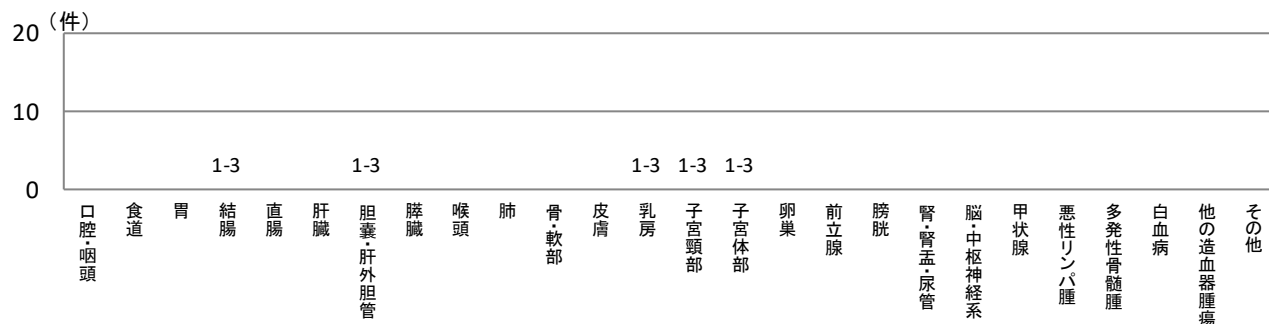 (件)
20
10
0
1-3
1-3
1-3
1-3
1-3
口腔・咽頭
食道
胃
結腸
直腸
肝臓
胆嚢・肝外胆管
膵臓
喉頭
肺
骨・軟部
皮膚
乳房
子宮頸部
子宮体部
卵巣
前立腺
膀胱
腎・腎盂・尿管
脳・中枢神経系
甲状腺
悪性リンパ腫
多発性骨髄腫
白血病
他の造血器腫瘍
その他